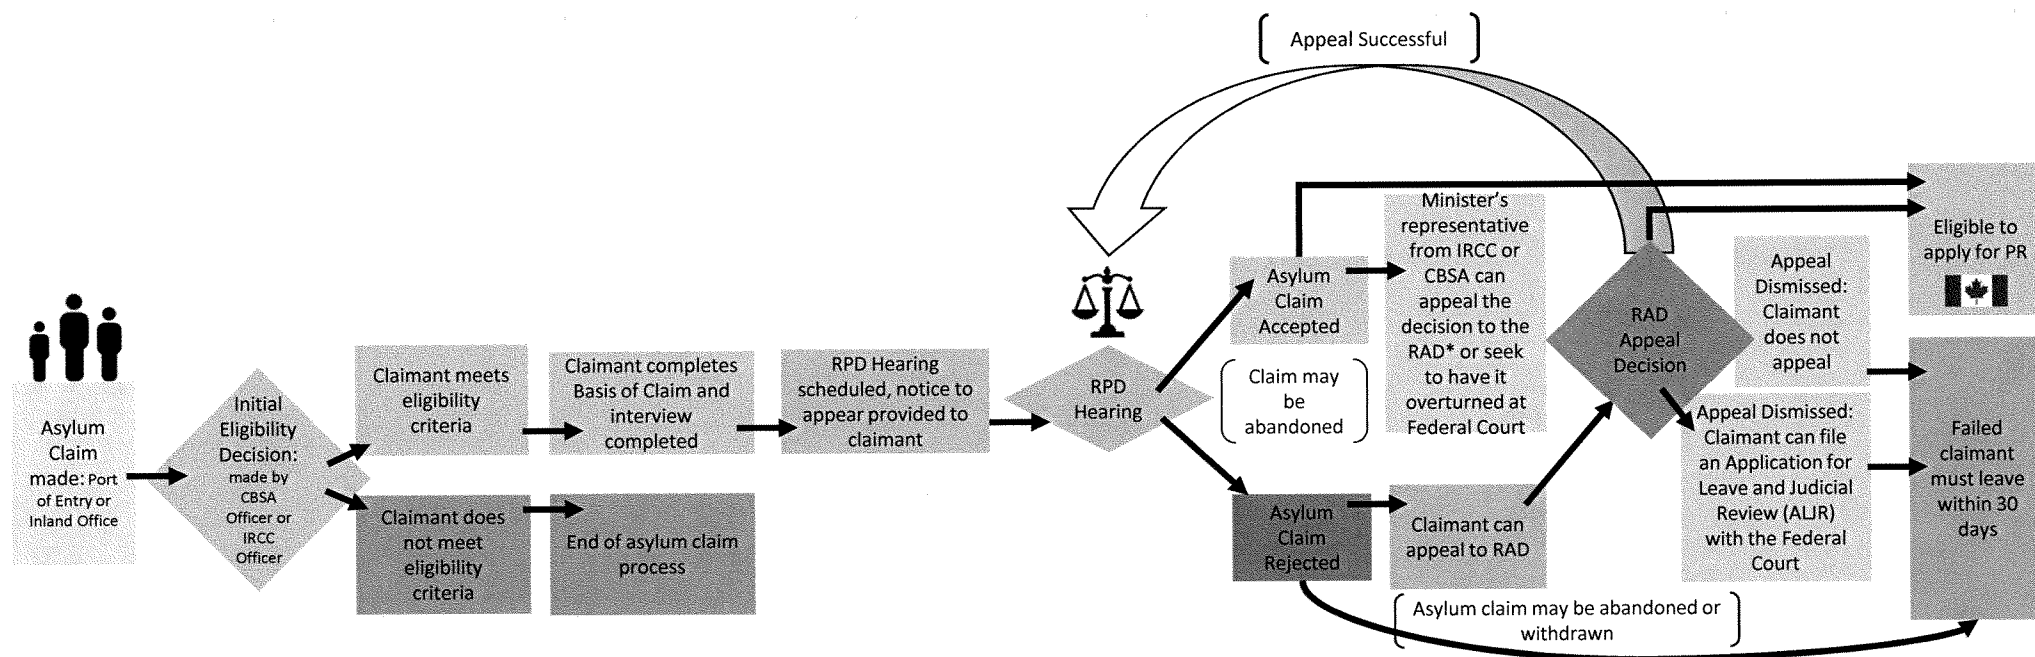 Appeal Successful
Asylum
Claim
made: Port
of Entry or
Inland Office
Initial
Eligibility
Decision:
made by
CBSA
Officer or
IRCC
Officer
Claimant meets
eligibility
criteria
Claimant does
not meet
eligibility
criteria
Claimant completes
Basis of Claim and
interview
completed
End of asylum claim
process
RPD Hearing
scheduled, notice to
appear provided to
claimant
RPD
Hearing
Asylum
Claim
Accepted
Claim may
be
abandoned
Asylum
Claim
Rejected
Minister's
representative
from IRCC or
CBSA can
appeal the
decision to the
RAD* or seek
to have it
overturned at
Federal Court
Claimant can
appeal to RAD
Asylum claim may be abandoned or
withdrawn
RAD
Appeal
Decision
Appeal
Dismissed:
Claimant
does not
appeal
Appeal Dismissed:
Claimant can file
an Application for
Leave and Judicial
Review (ALJR)
with the Federal
Court
Eligible to
apply for PR
Failed
claimant
must leave
within 30
days